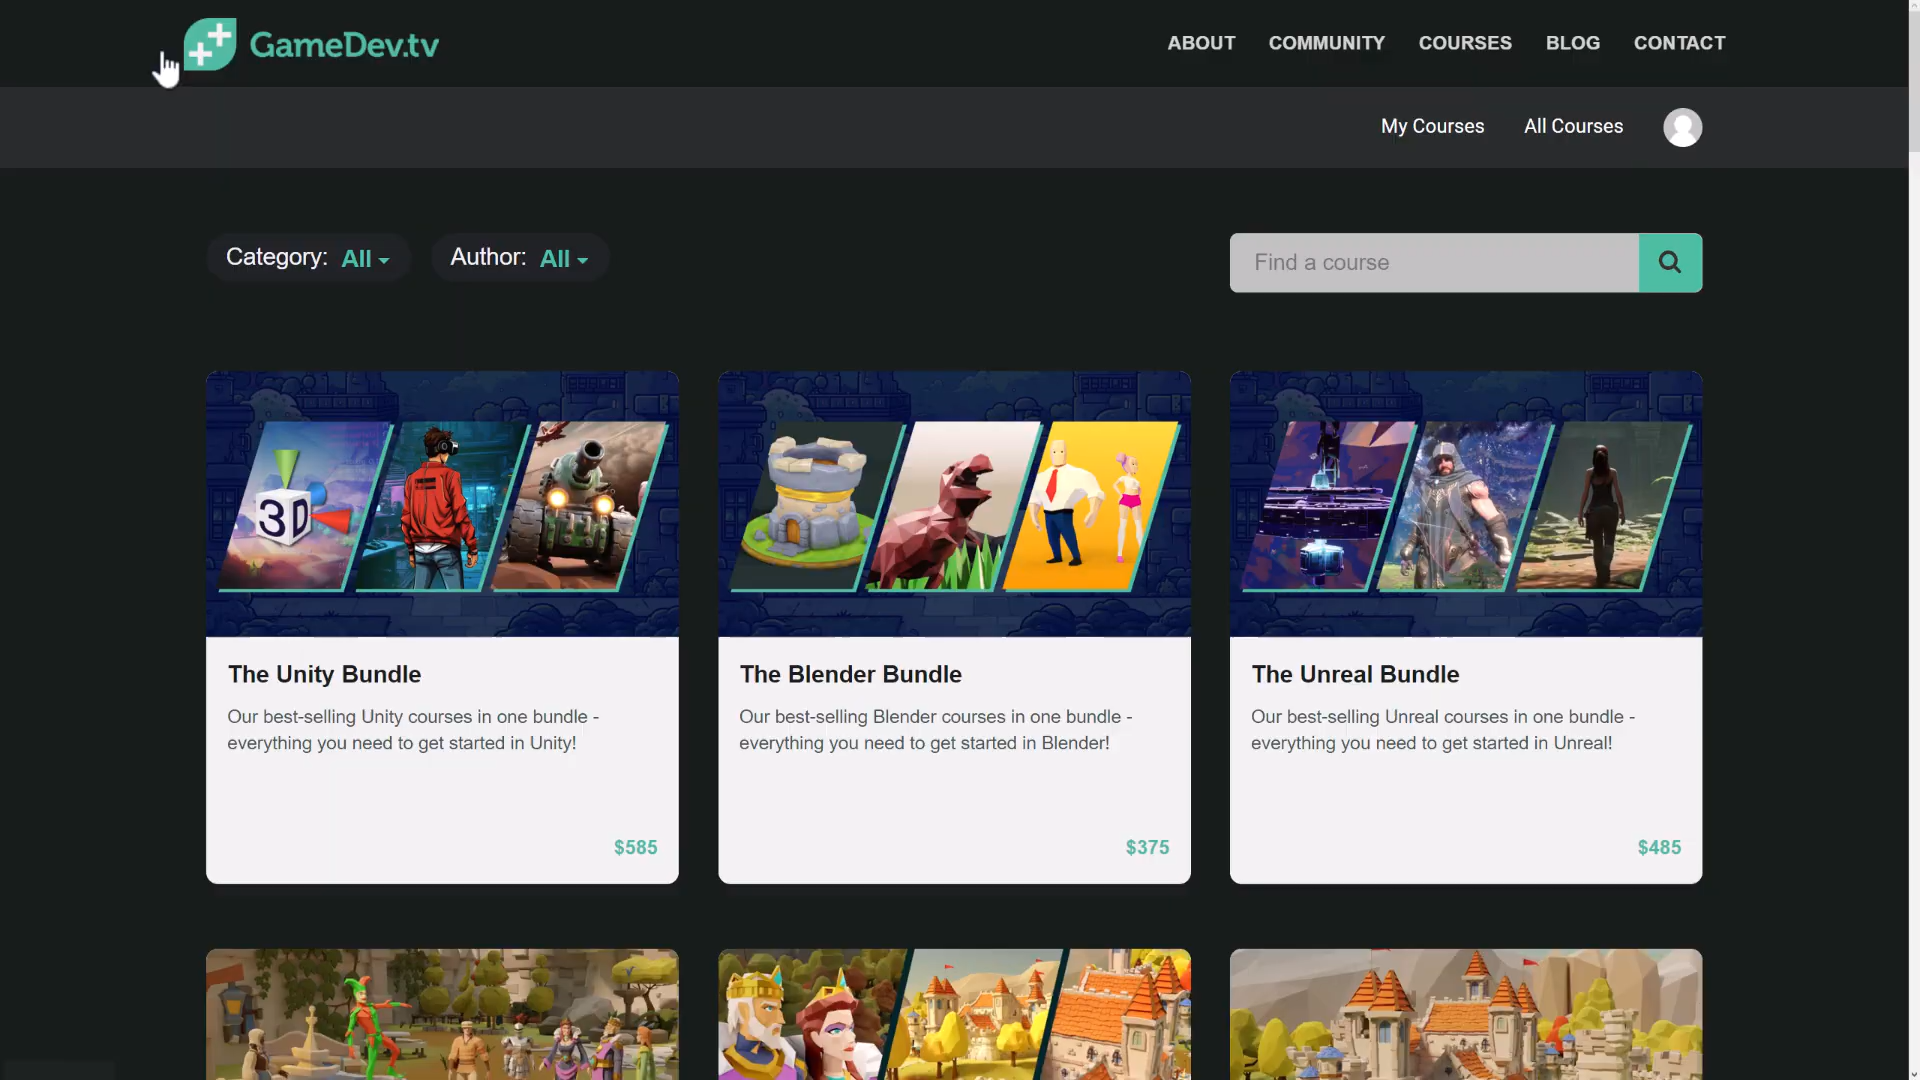 GameDev.tv
ABOUT COMMUNITY COURSES BLOG CONTACT
My Courses All Courses
Category: All Author: All
Find a course
3D
The Unity Bundle
Our best-selling Unity courses in one bundle -
everything you need to get started in Unity!
$585
The Blender Bundle
Our best-selling Blender courses in one bundle -
everything you need to get started in Blender!
$375
The Unreal Bundle
Our best-selling Unreal courses in one bundle -
everything you need to get started in Unreal!
$485